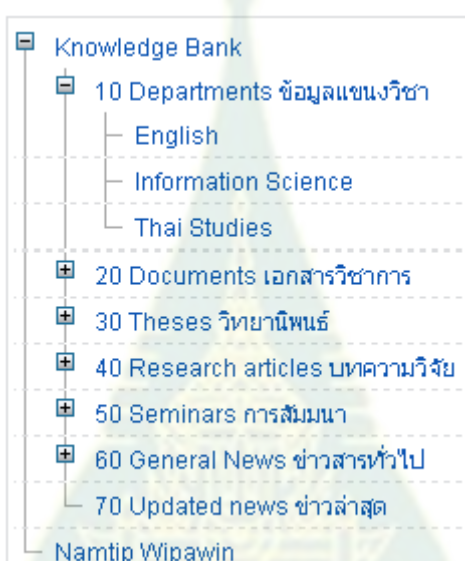 Knowledge Bank
10 Departments ข้อมูลแขนงวิชา
English
Information Science
Thai Studies
20 Documents เอกสารวิชาการ
30 Theses วิทยานิพนธ์
40 Research articles บทความวิจัย
50 Seminars การสัมมนา
60 General News ข่าวสารทั่วไป
70 Updated news ข่าวล่าสุด
Namtip Wipawin